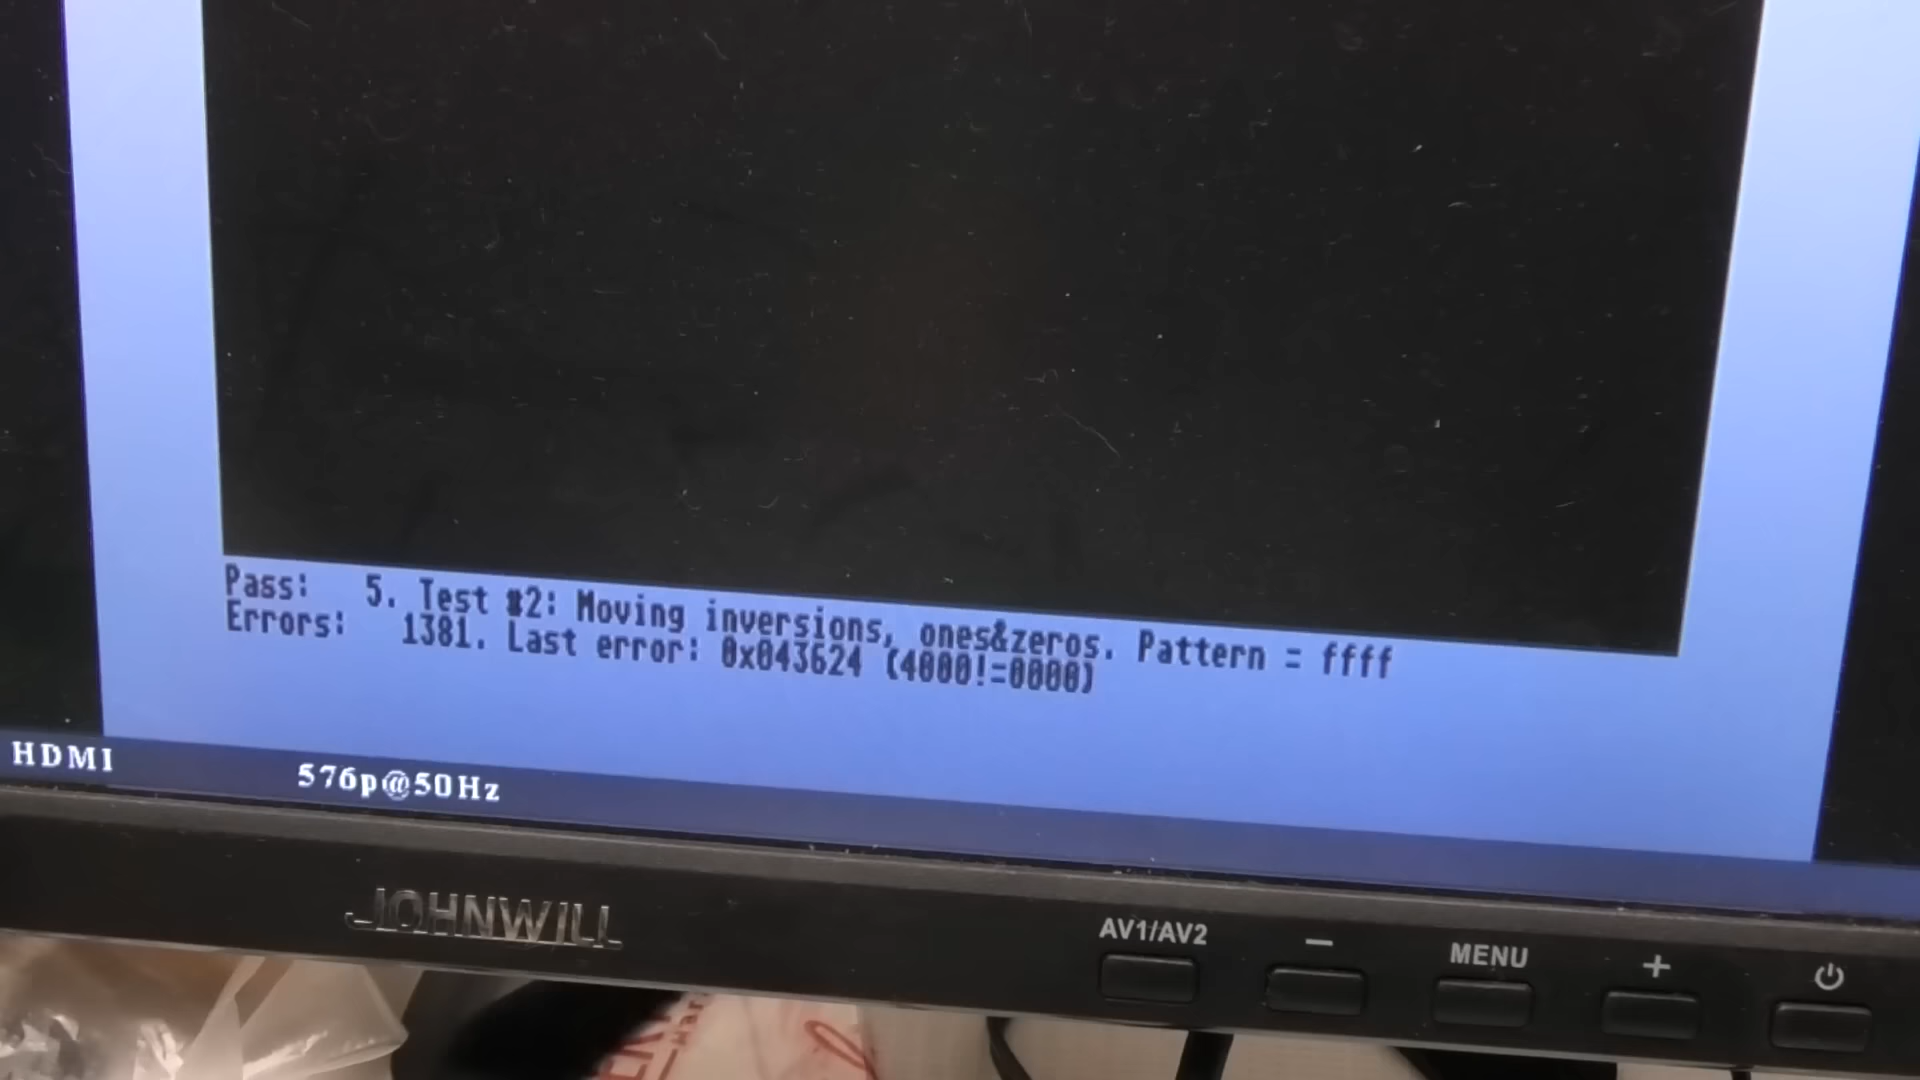 Pass:   5. Test #2: Moving inversions, ones&zeros. Pattern = ffff
Errors:   1381. Last error: 0x043624 (4000!=0000)
HDMI
576p@50Hz
JOHNWILL
AV1/AV2
−
MENU
+